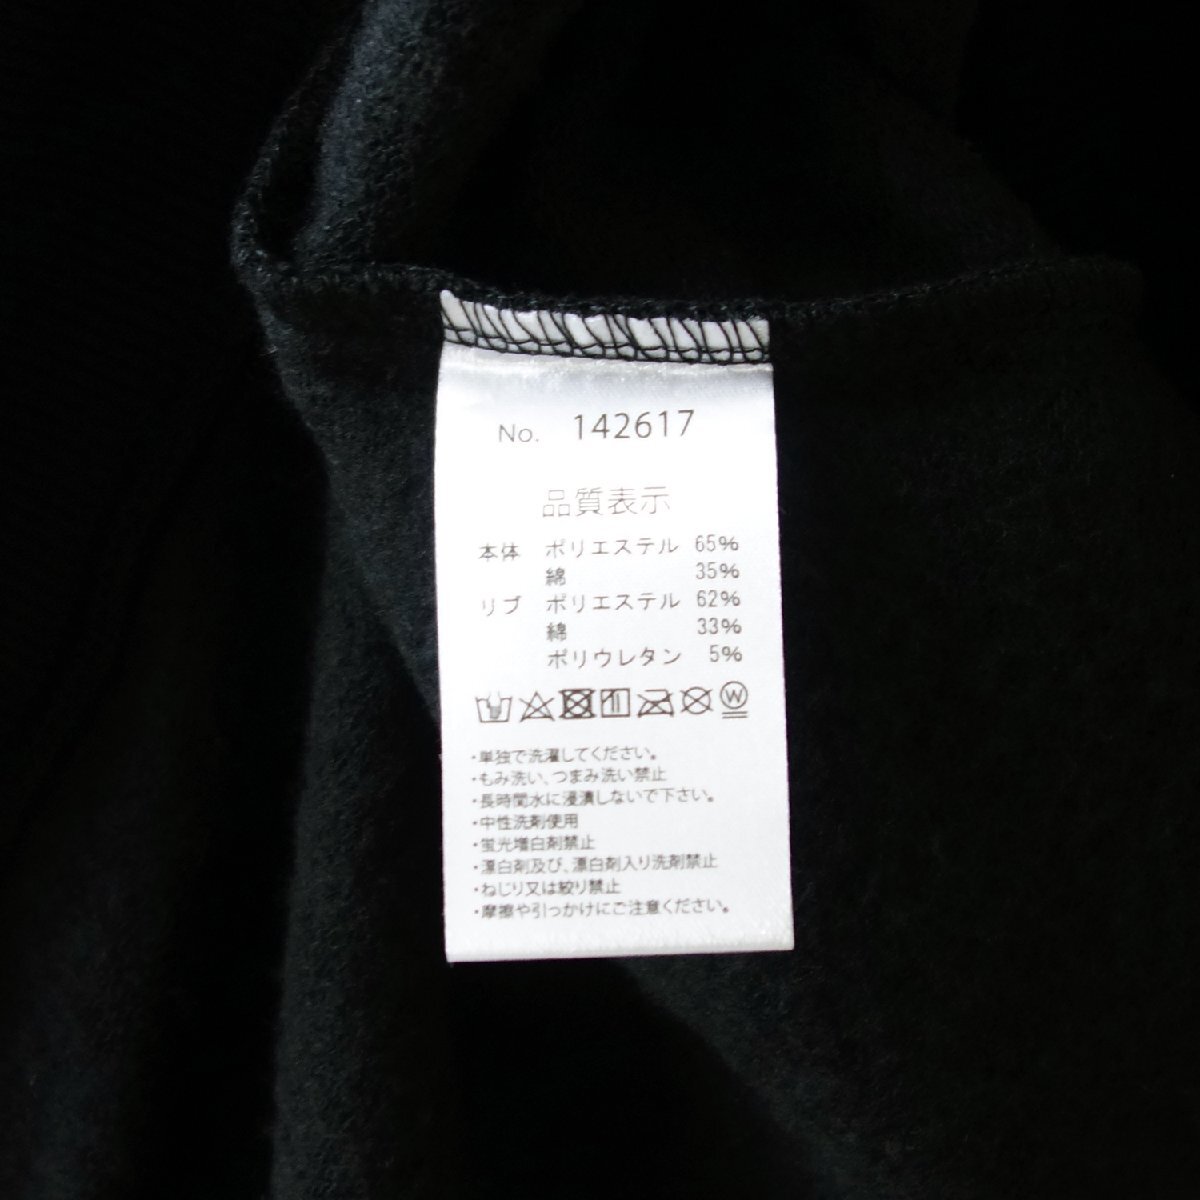 No. 142617
品質表示
本体 ポリエステル 65%
綿 35%
リブ ポリエステル 62%
綿 33%
ポリウレタン 5%
W
・単独で洗濯してください。
・もみ洗い、つまみ洗い禁止
・長時間水に浸漬しないで下さい。
・中性洗剤使用
・蛍光増白剤禁止
・漂白剤及び、漂白剤入り洗剤禁止
・ねじり又は絞り禁止
・摩擦や引っかけにご注意ください。